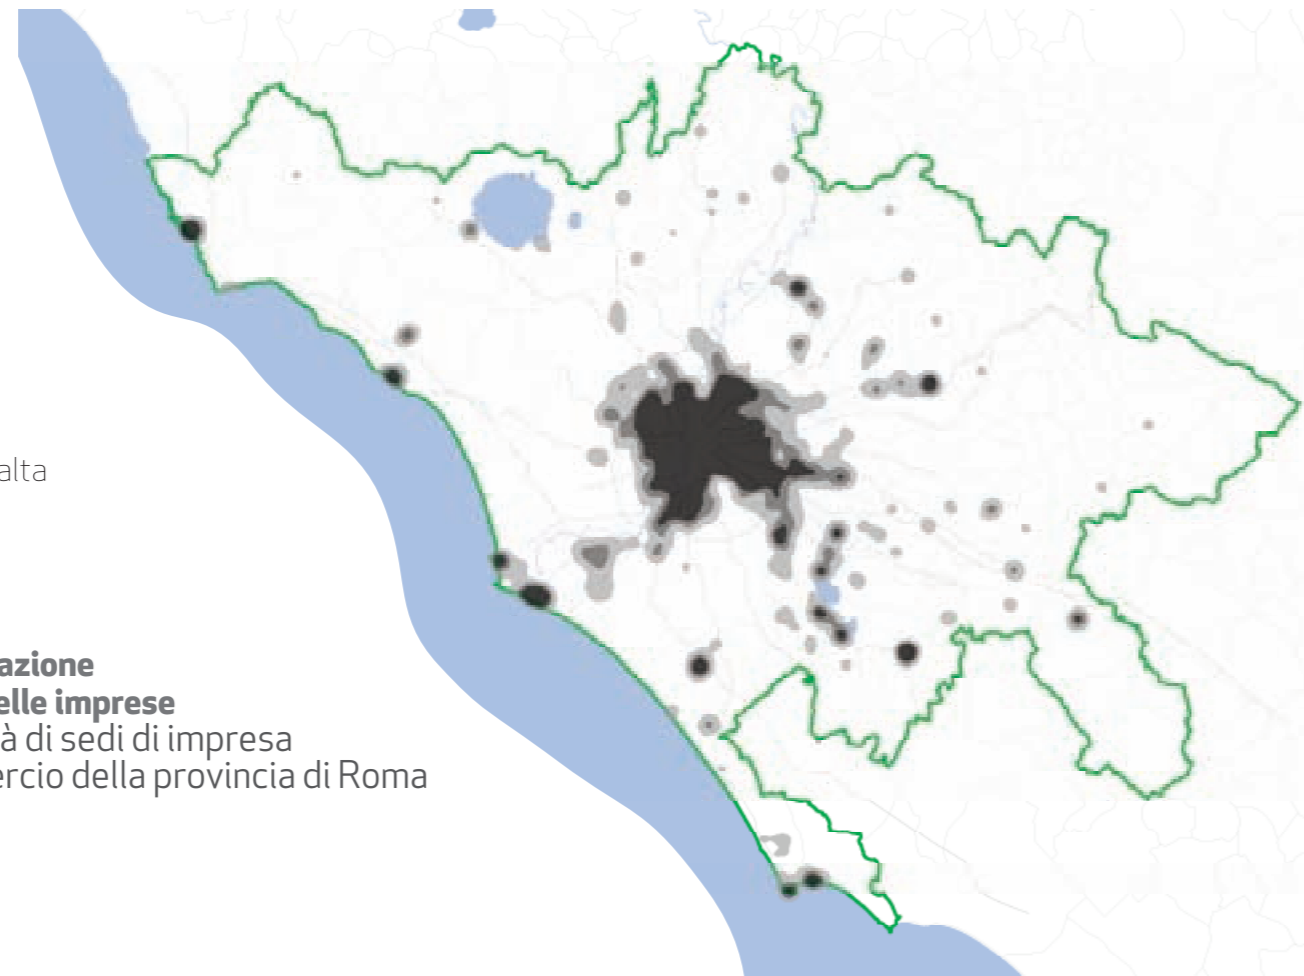 alta
azione
elle imprese
à di sedi di impresa
ercio della provincia di Roma